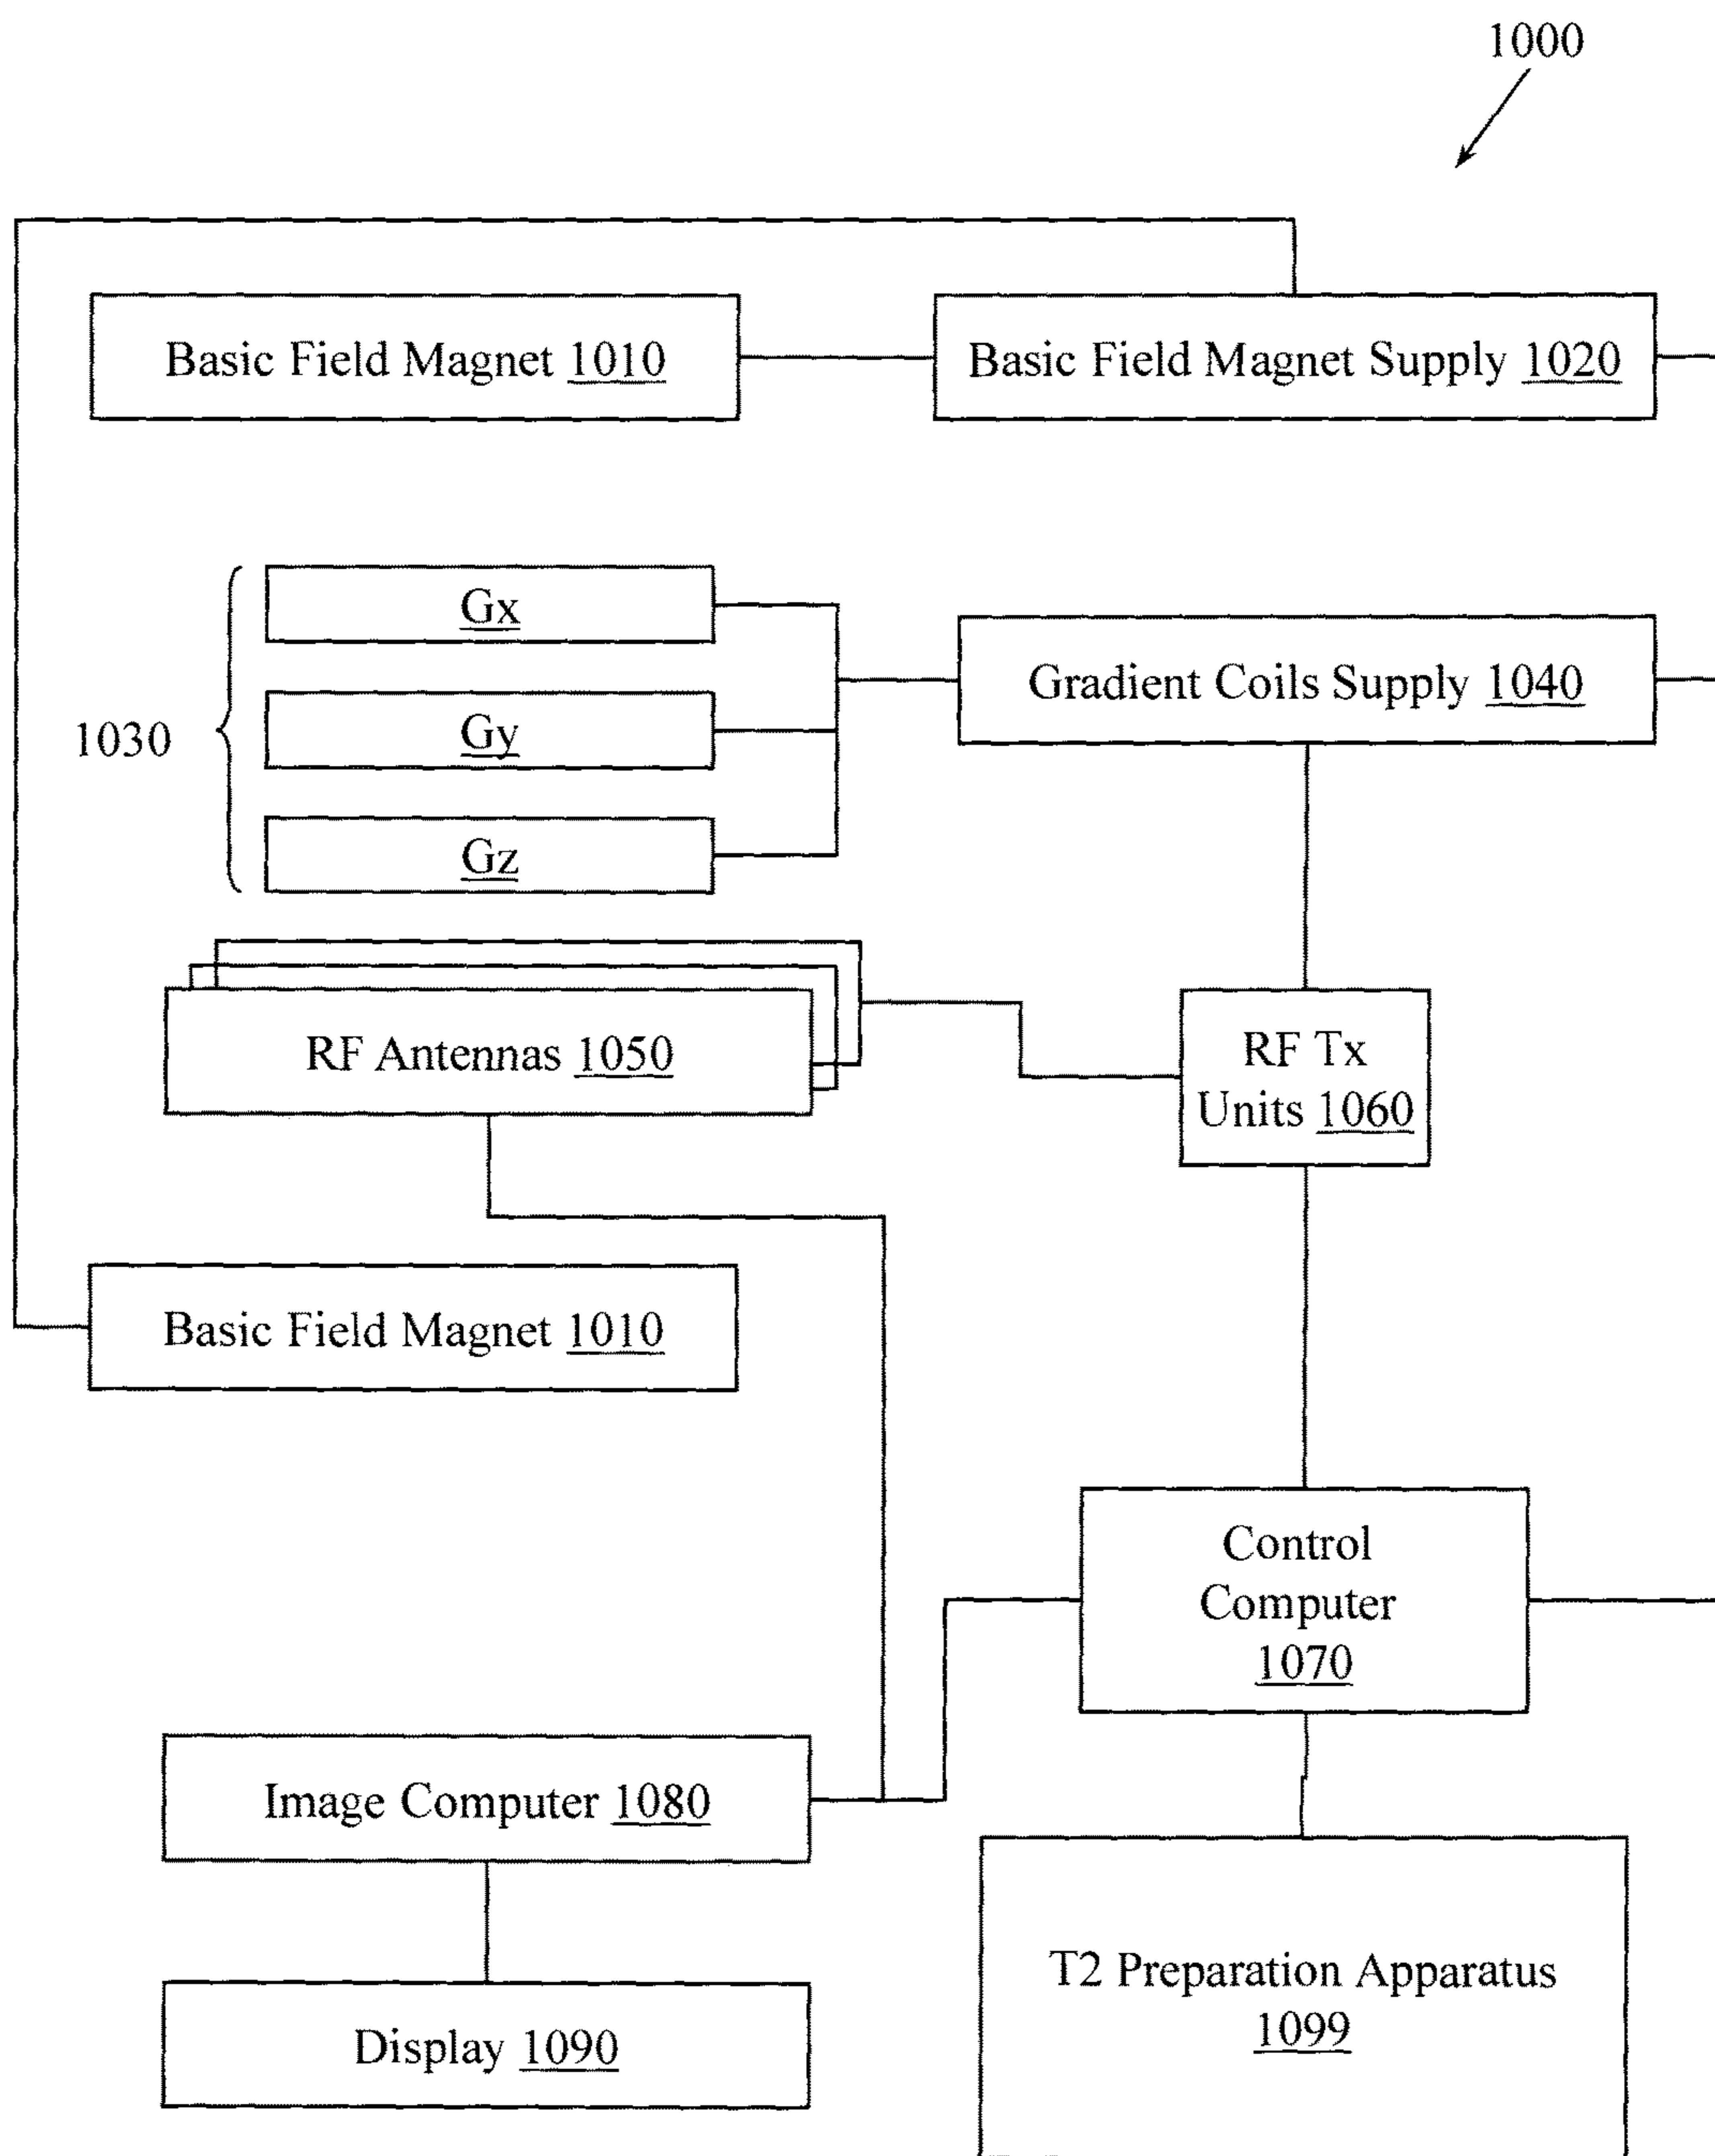 1000
Basic Field Magnet 1010
Basic Field Magnet Supply 1020
Gx
Gradient Coils Supply 1040
1030
Gy
Gz
RF Antennas 1050
RF Tx
Units 1060
Basic Field Magnet 1010
Control
Computer
1070
Image Computer 1080
T2 Preparation Apparatus
1099
Display 1090